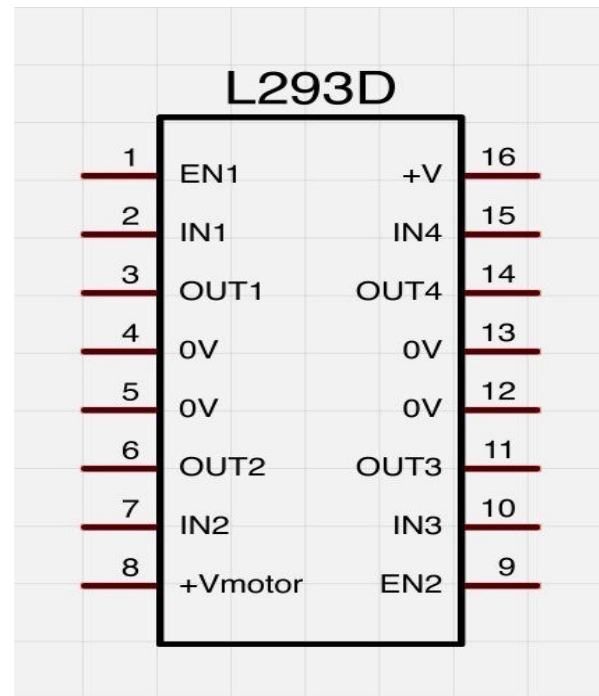 L293D
1 EN1 +V 16
2 IN1 IN4 15
3 OUT1 OUT4 14
4 0V 0V 13
5 0V 0V 12
6 OUT2 OUT3 11
7 IN2 IN3 10
8 +Vmotor EN2 9